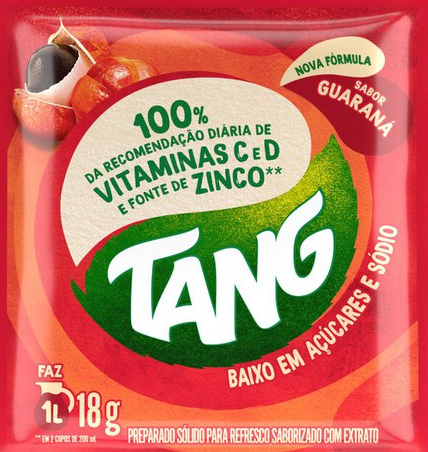 NOVA FÓRMULA
SABOR
GUARANÁ
100%
DA RECOMENDAÇÃO DIÁRIA DE
VITAMINAS C E D
E FONTE DE ZINCO**
TANG
BAIXO EM AÇÚCARES E SÓDIO
FAZ
1L 18g
** EM 2 COPOS DE 200 ml
PREPARADO SÓLIDO PARA REFRESCO SABORIZADO COM EXTRATO